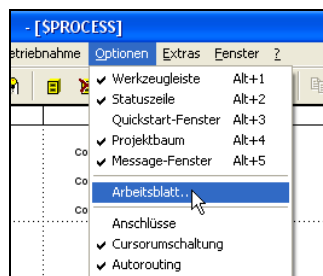 - [$PROCESS]
etriebnahme Optionen Extras Fenster ?
Werkzeugleiste Alt+1
Statuszeile Alt+2
Quickstart-Fenster Alt+3
Projektbaum Alt+4
Message-Fenster Alt+5
Arbeitsblatt...
Anschlüsse
Cursorumschaltung
Autorouting
Co
Co
Co